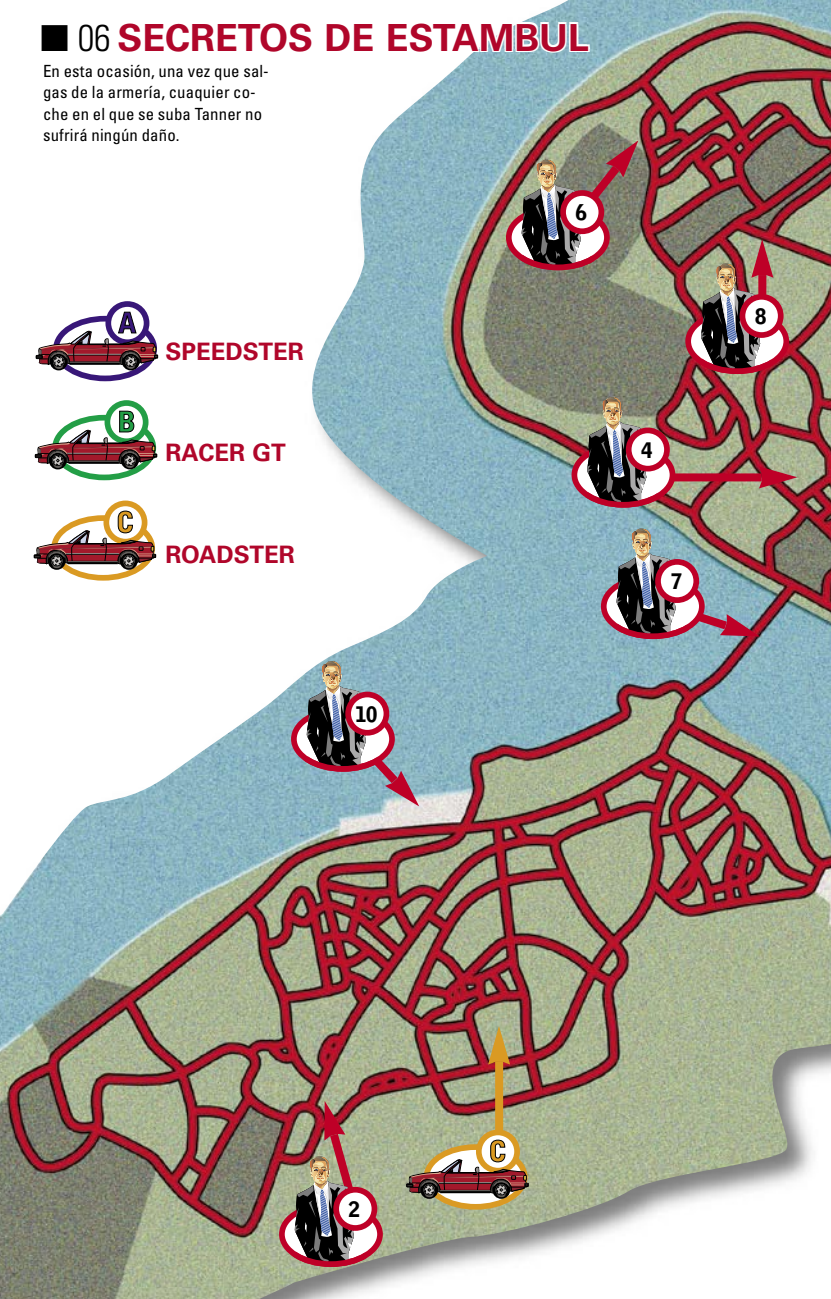 06 SECRETOS DE ESTAMBUL
En esta ocasión, una vez que sal-
gas de la armería, cuaquier co-
che en el que se suba Tanner no
sufrirá ningún daño.
A
SPEEDSTER
B
RACER GT
C
ROADSTER
6
8
4
7
10
C
2